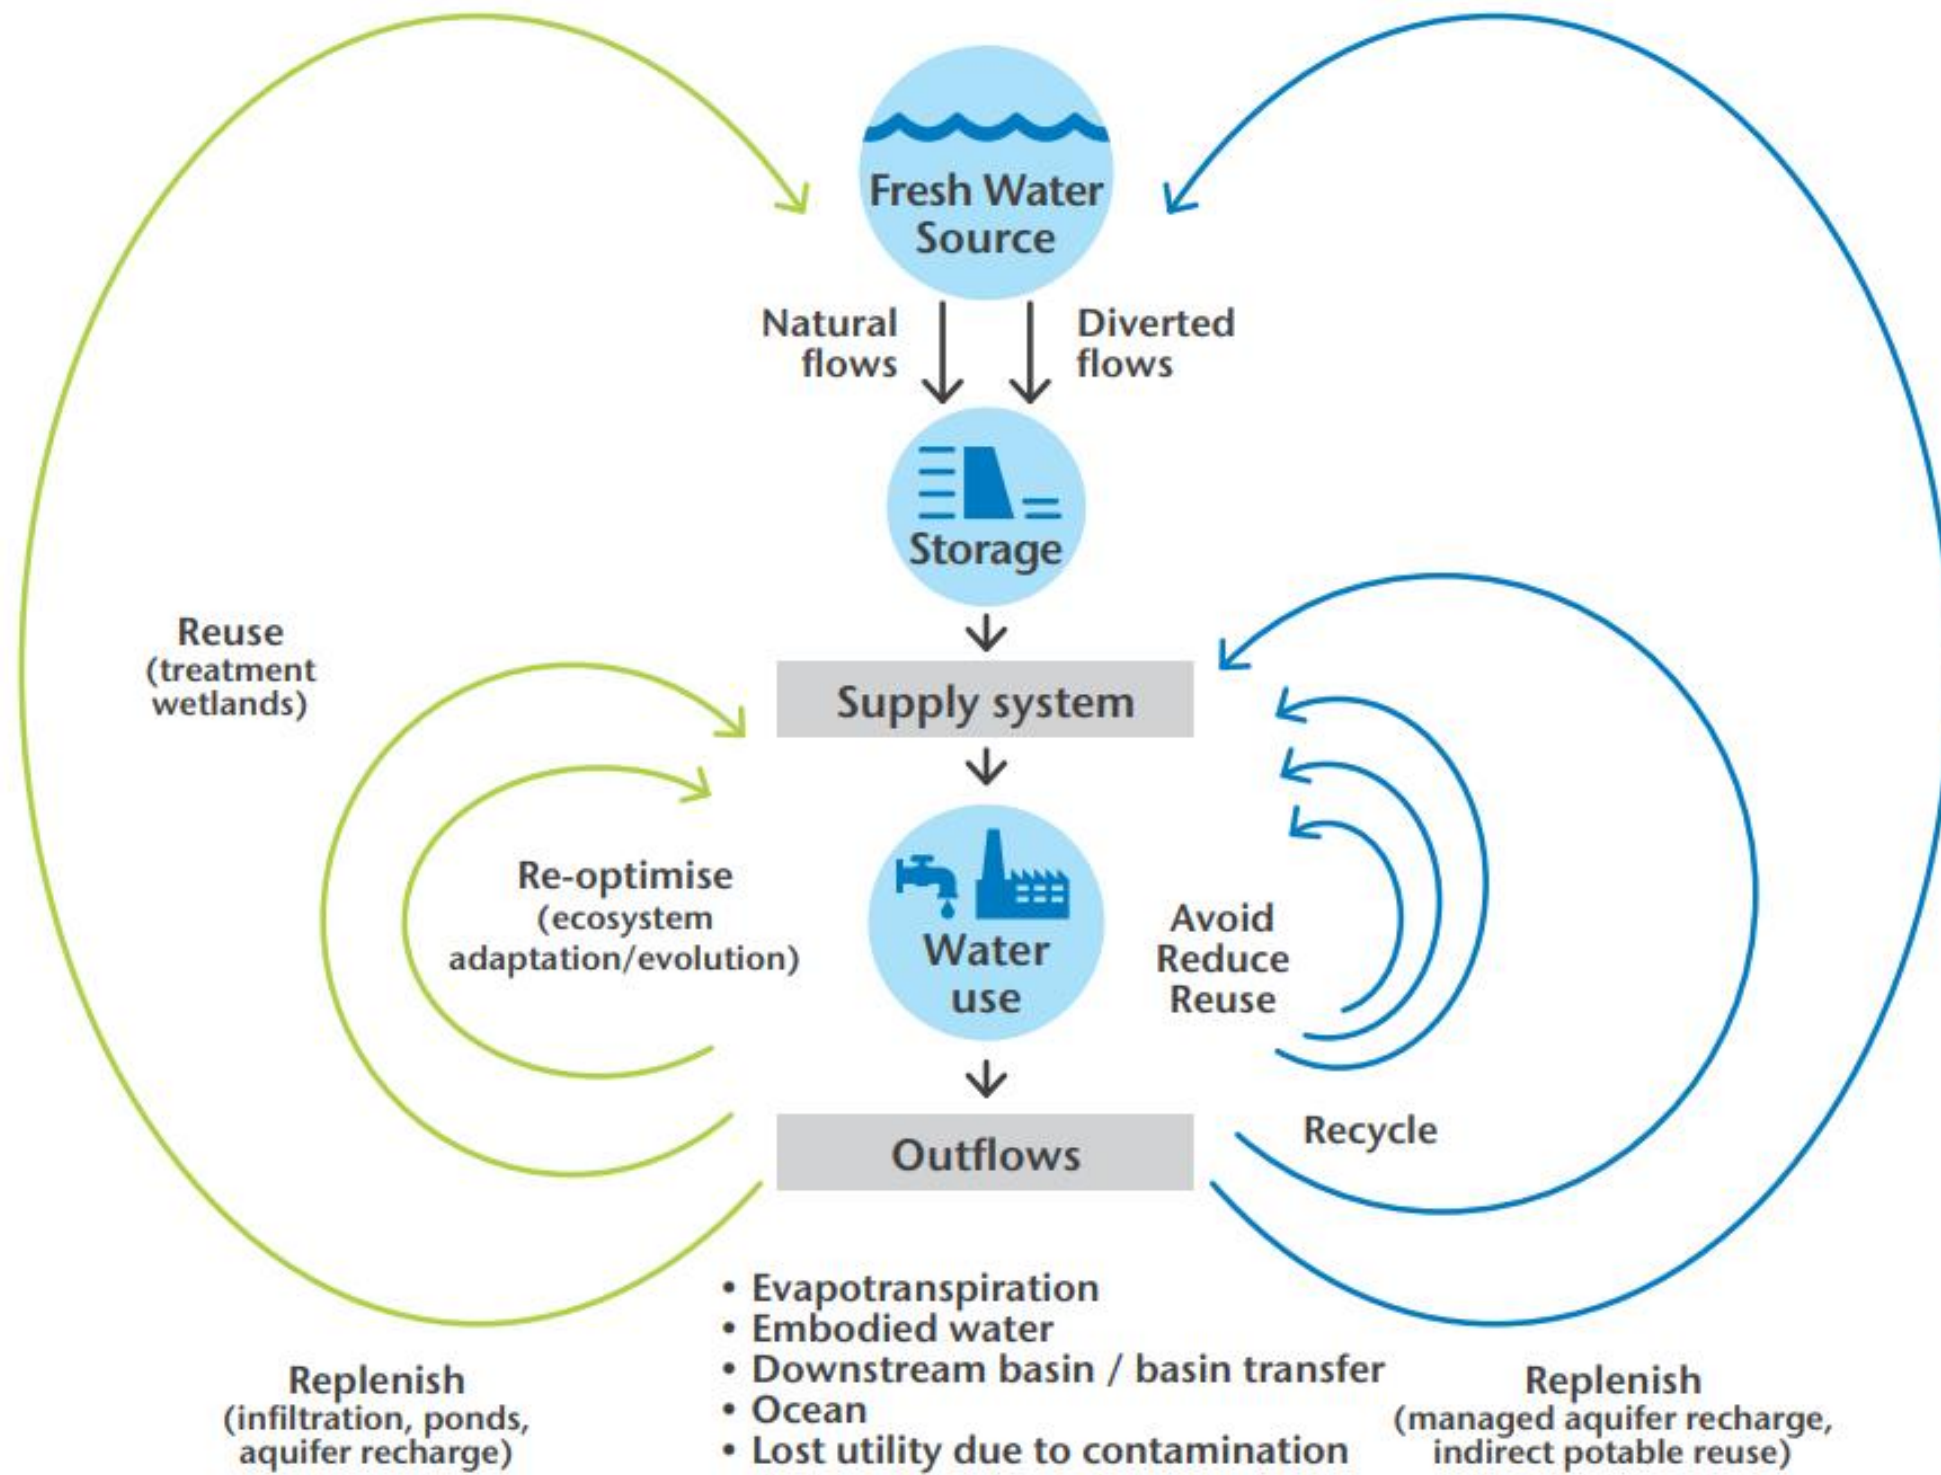 Fresh Water
Source
Natural
flows
Diverted
flows
Storage
Reuse
(treatment
wetlands)
Supply system
Re-optimise
(ecosystem
adaptation/evolution)
Water
use
Avoid
Reduce
Reuse
Recycle
Outflows
• Evapotranspiration
• Embodied water
• Downstream basin / basin transfer
• Ocean
• Lost utility due to contamination
Replenish
(infiltration, ponds,
aquifer recharge)
Replenish
(managed aquifer recharge,
indirect potable reuse)